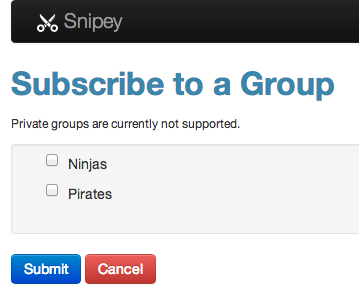 Snipey
Subscribe to a Group
Private groups are currently not supported.
Ninjas
Pirates
Submit Cancel